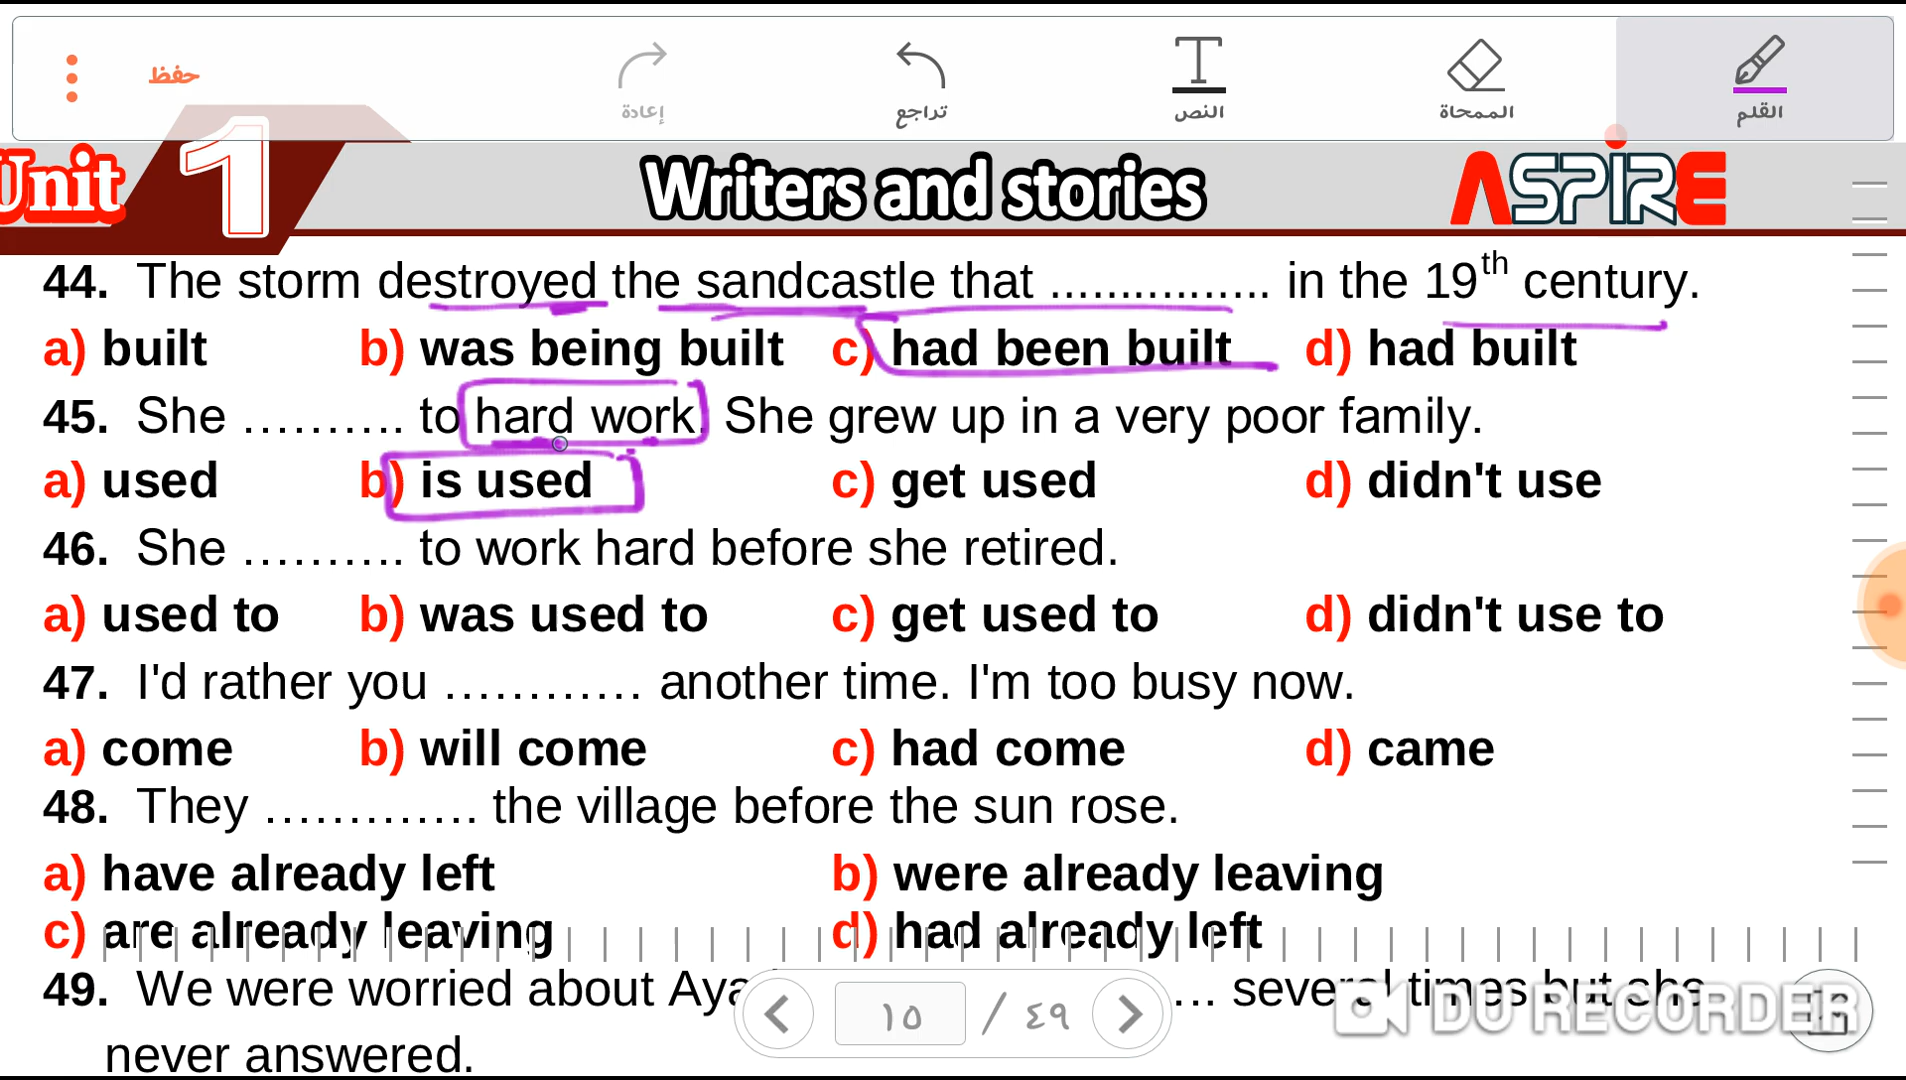 حفظ
إعادة
تراجع
النص
الممحاة
القلم
Unit 1 Writers and stories ASPIRE
44. The storm destroyed the sandcastle that ................ in the 19th century.
a) built b) was being built c) had been built d) had built
45. She .......... to hard work. She grew up in a very poor family.
a) used b) is used c) get used d) didn't use
46. She .......... to work hard before she retired.
a) used to b) was used to c) get used to d) didn't use to
47. I'd rather you ............ another time. I'm too busy now.
a) come b) will come c) had come d) came
48. They ............. the village before the sun rose.
a) have already left b) were already leaving
c) are already leaving d) had already left
49. We were worried about Aya ... several times but she
never answered.
١٥ / ٤٩
DU RECORDER